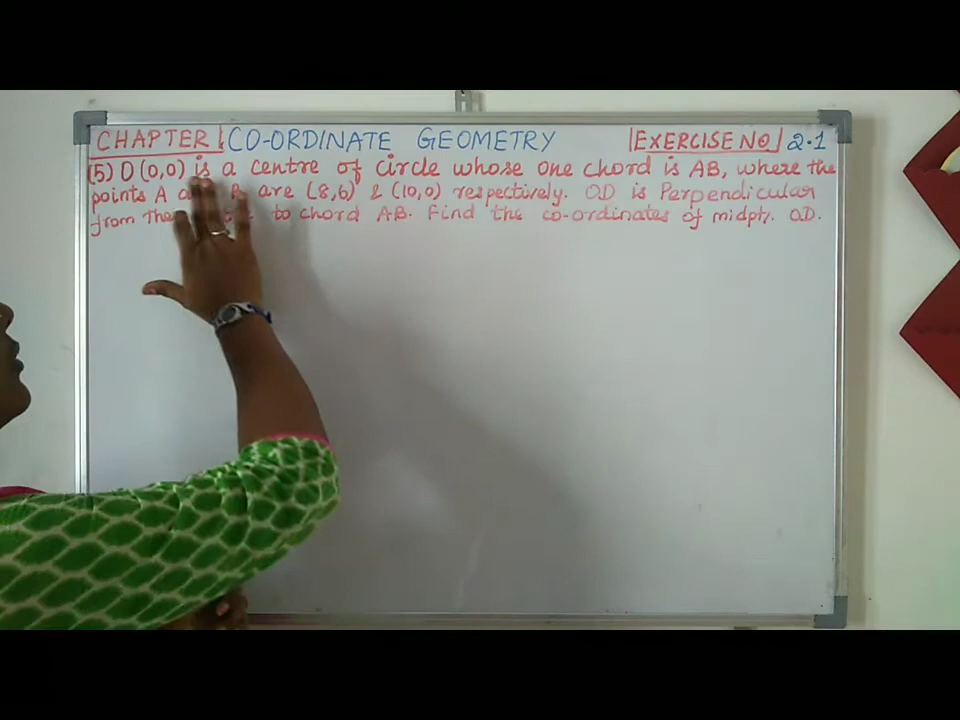 CHAPTER CO-ORDINATE GEOMETRY EXERCISE NO 2.1
(5) O (0,0) is a centre of circle whose one chord is AB, where the
points A are (8,6) & (10,0) respectively. OD is Perpendicular
from the to chord AB. Find the co-ordinates of midpt. OD.